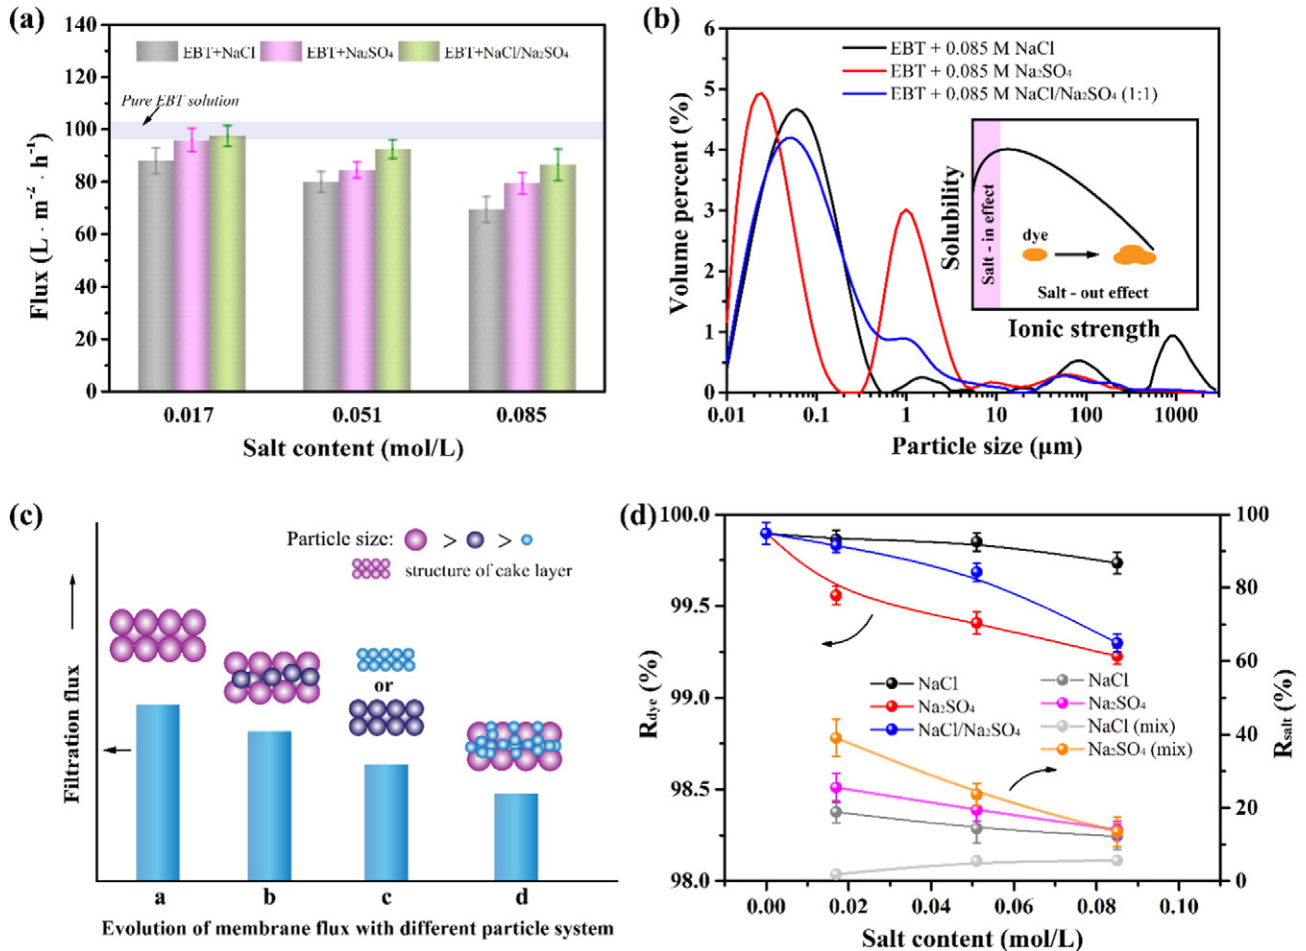 (a)
140
120
100
80
60
40
20
0
Flux (L · m⁻² · h⁻¹)
EBT+NaCl
EBT+Na₂SO₄
EBT+NaCl/Na₂SO₄
Pure EBT solution
0.017
0.051
0.085
Salt content (mol/L)
(b)
6
5
4
3
2
1
0
Volume percent (%)
EBT + 0.085 M NaCl
EBT + 0.085 M Na₂SO₄
EBT + 0.085 M NaCl/Na₂SO₄ (1:1)
Solubility
Salt - in effect
dye
Salt - out effect
Ionic strength
0.01
0.1
1
10
100
1000
Particle size (μm)
(c)
Particle size: > >
structure of cake layer
or
Filtration flux
a
b
c
d
Evolution of membrane flux with different particle system
(d)
100.0
99.5
99.0
98.5
98.0
R_dye (%)
NaCl
Na₂SO₄
NaCl/Na₂SO₄
NaCl
Na₂SO₄
NaCl (mix)
Na₂SO₄ (mix)
100
80
60
40
20
0
R_salt (%)
0.00
0.02
0.04
0.06
0.08
0.10
Salt content (mol/L)